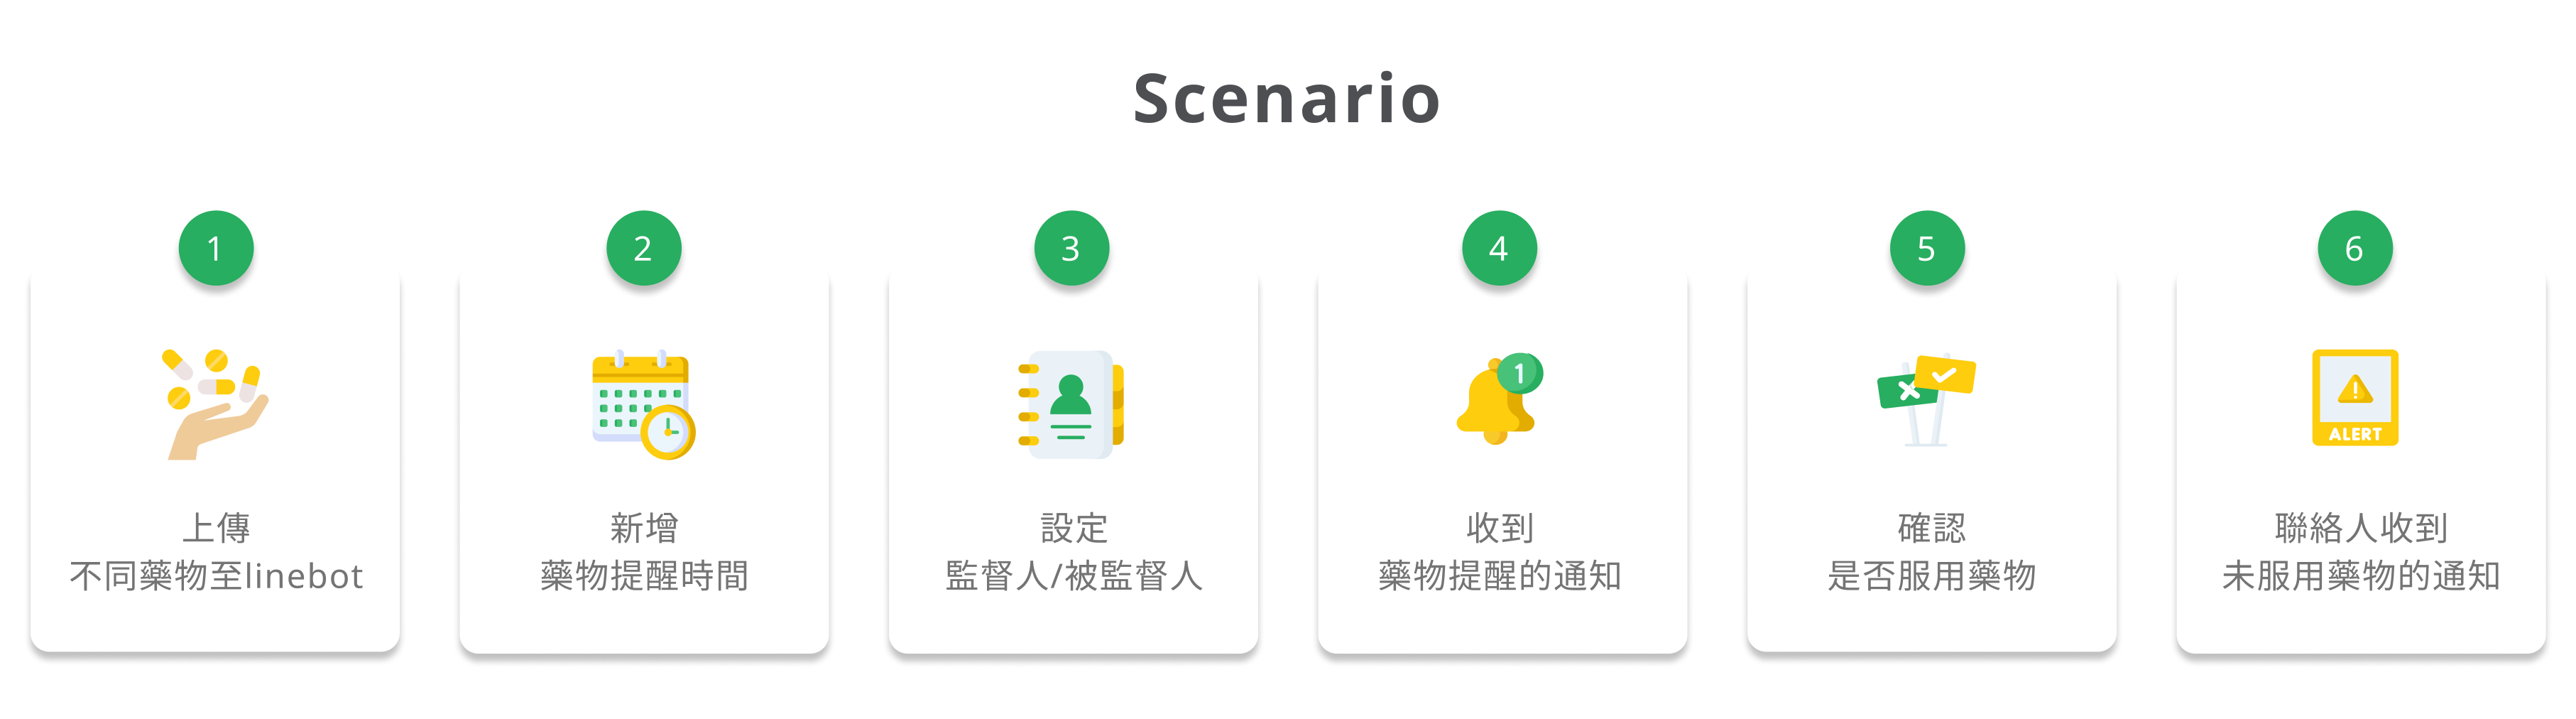 Scenario
1
上傳
不同藥物至linebot
2
新增
藥物提醒時間
3
設定
監督人/被監督人
4
1
收到
藥物提醒的通知
5
確認
是否服用藥物
6
ALERT
聯絡人收到
未服用藥物的通知